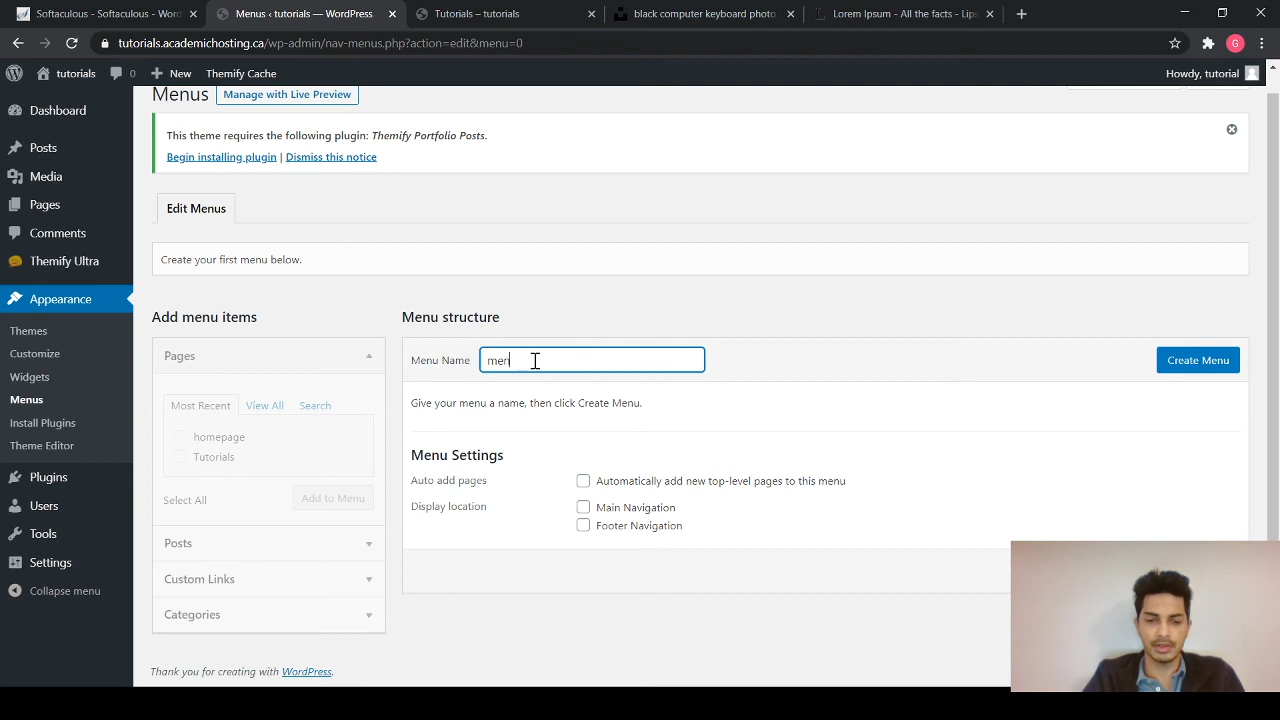 Softaculous - Softaculous - Word
Menus ‹ tutorials — WordPress
Tutorials – tutorials
black computer keyboard photo
Lorem Ipsum - All the facts - Lips
tutorials.academichosting.ca/wp-admin/nav-menus.php?action=edit&menu=0
G
tutorials
0
New
Themify Cache
Howdy, tutorial
Dashboard
Posts
Media
Pages
Comments
Themify Ultra
Appearance
Themes
Customize
Widgets
Menus
Install Plugins
Theme Editor
Plugins
Users
Tools
Settings
Collapse menu
Menus
Manage with Live Preview
This theme requires the following plugin: Themify Portfolio Posts.
Begin installing plugin | Dismiss this notice
Edit Menus
Create your first menu below.
Add menu items
Pages
Most Recent
View All
Search
homepage
Tutorials
Select All
Add to Menu
Posts
Custom Links
Categories
Menu structure
Menu Name
men
Create Menu
Give your menu a name, then click Create Menu.
Menu Settings
Auto add pages
Automatically add new top-level pages to this menu
Display location
Main Navigation
Footer Navigation
Thank you for creating with WordPress.